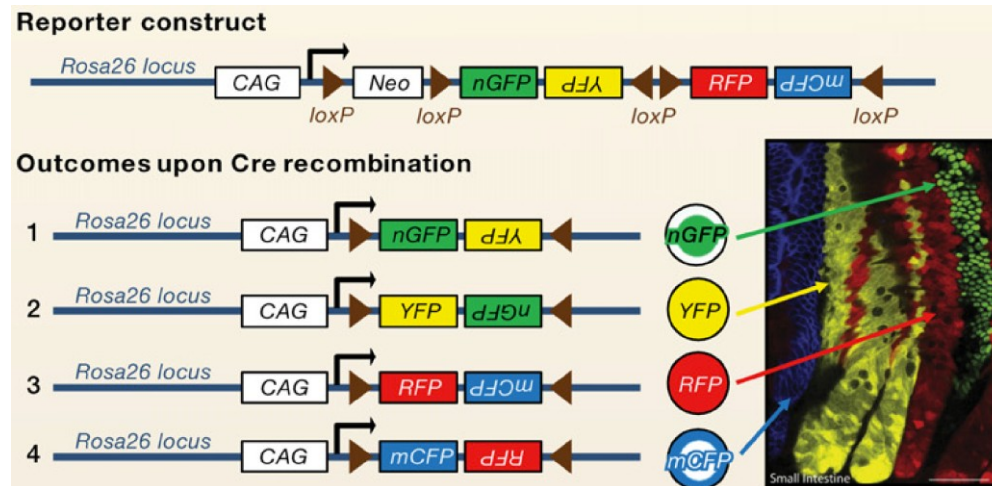 Reporter construct
Rosa26 locus
CAG Neo nGFP YFP RFP mCFP
loxP loxP loxP loxP
Outcomes upon Cre recombination
1 Rosa26 locus CAG nGFP YFP nGFP
2 Rosa26 locus CAG YFP nGFP YFP
3 Rosa26 locus CAG RFP mCFP RFP
4 Rosa26 locus CAG mCFP RFP mCFP
Small Intestine